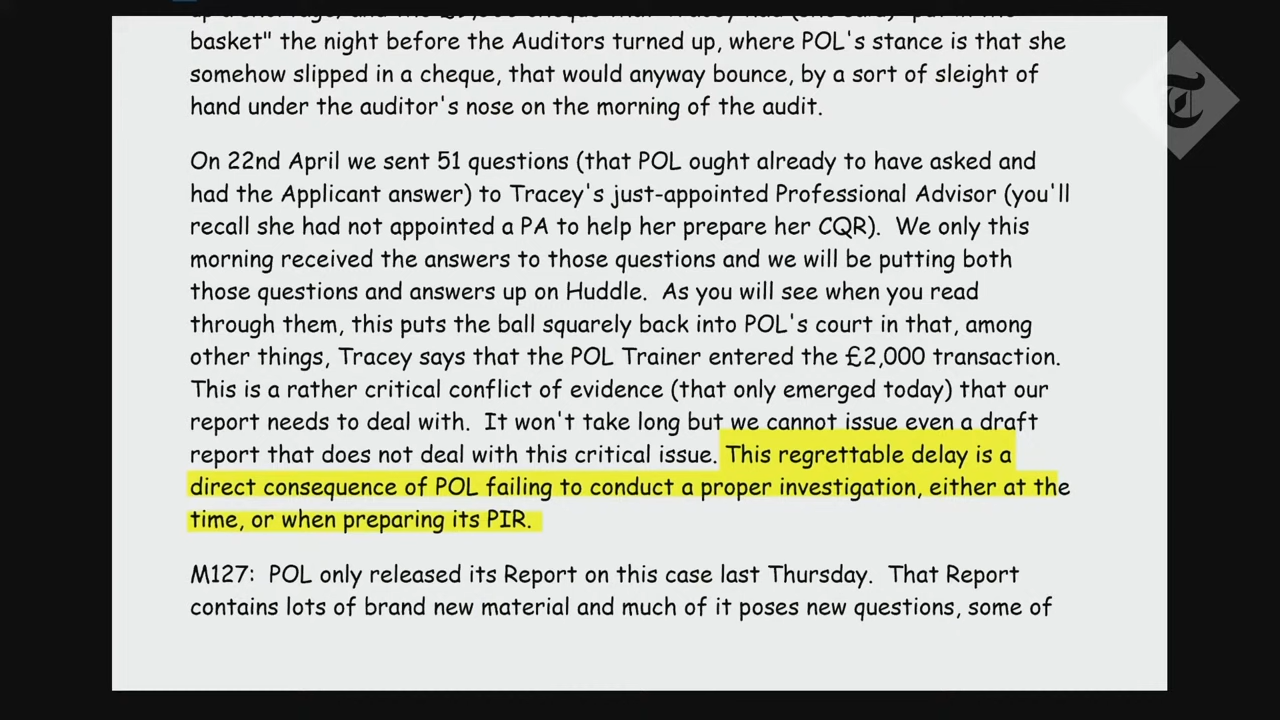 basket" the night before the Auditors turned up, where POL's stance is that she
somehow slipped in a cheque, that would anyway bounce, by a sort of sleight of
hand under the auditor's nose on the morning of the audit.
On 22nd April we sent 51 questions (that POL ought already to have asked and
had the Applicant answer) to Tracey's just-appointed Professional Advisor (you'll
recall she had not appointed a PA to help her prepare her CQR).  We only this
morning received the answers to those questions and we will be putting both
those questions and answers up on Huddle.  As you will see when you read
through them, this puts the ball squarely back into POL's court in that, among
other things, Tracey says that the POL Trainer entered the £2,000 transaction.
This is a rather critical conflict of evidence (that only emerged today) that our
report needs to deal with.  It won't take long but we cannot issue even a draft
report that does not deal with this critical issue. This regrettable delay is a
direct consequence of POL failing to conduct a proper investigation, either at the
time, or when preparing its PIR.
M127:  POL only released its Report on this case last Thursday.  That Report
contains lots of brand new material and much of it poses new questions, some of
T